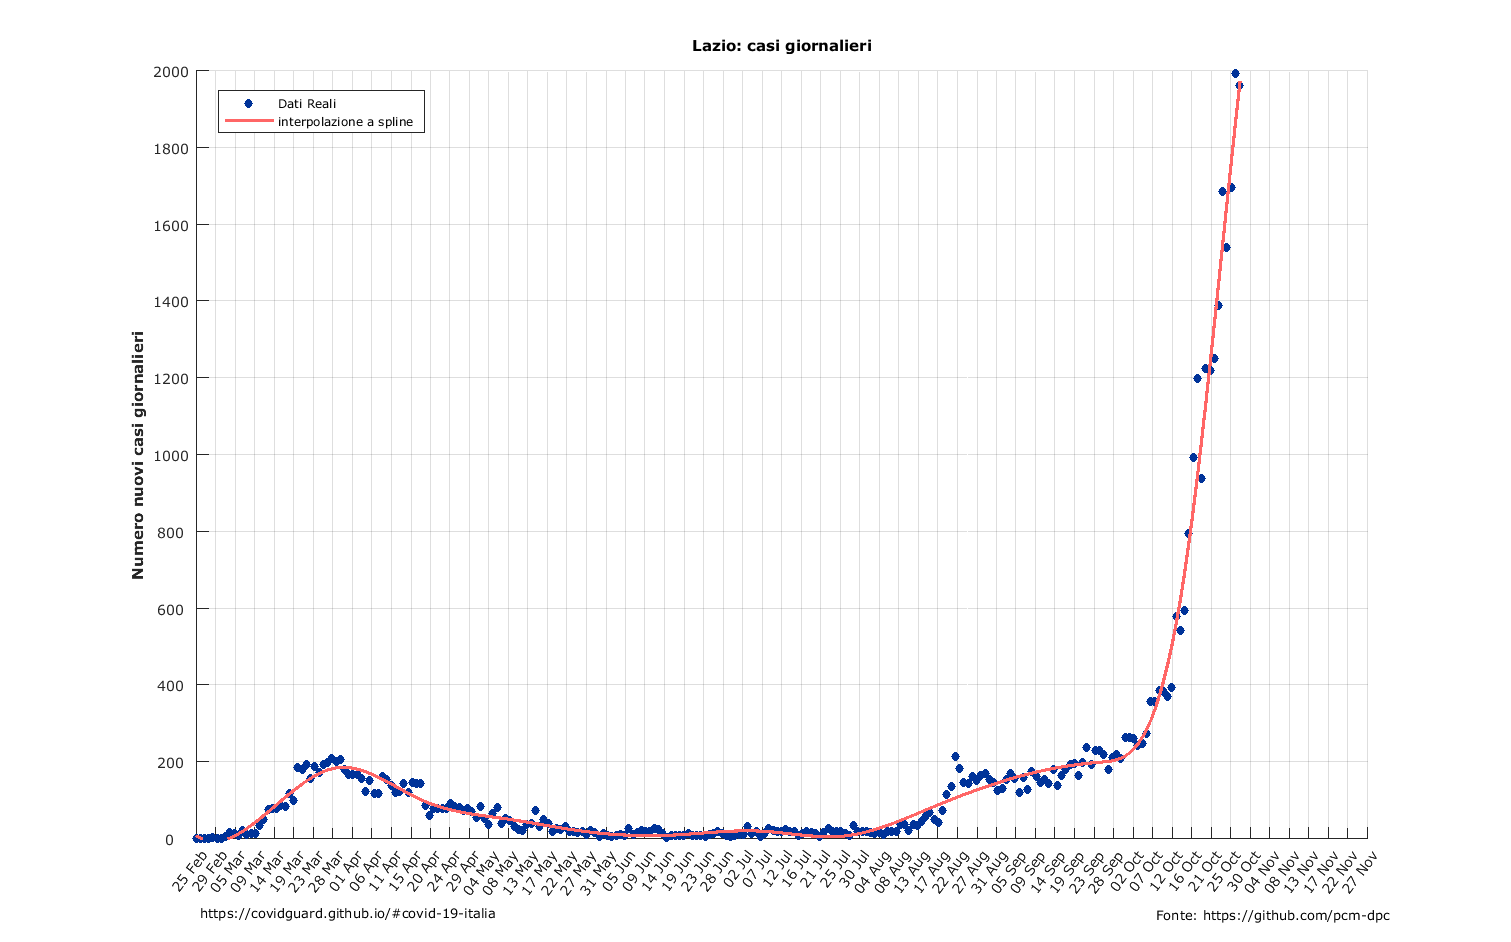 Lazio: casi giornalieri
Dati Reali
interpolazione a spline
Numero nuovi casi giornalieri
2000
1800
1600
1400
1200
1000
800
600
400
200
0
25 Feb
29 Feb
05 Mar
09 Mar
14 Mar
19 Mar
23 Mar
28 Mar
01 Apr
06 Apr
11 Apr
15 Apr
20 Apr
24 Apr
29 Apr
04 May
08 May
13 May
17 May
22 May
27 May
31 May
05 Jun
09 Jun
14 Jun
19 Jun
23 Jun
28 Jun
02 Jul
07 Jul
12 Jul
16 Jul
21 Jul
25 Jul
30 Jul
04 Aug
08 Aug
13 Aug
17 Aug
22 Aug
27 Aug
31 Aug
05 Sep
09 Sep
14 Sep
19 Sep
23 Sep
28 Sep
02 Oct
07 Oct
12 Oct
16 Oct
21 Oct
25 Oct
30 Oct
04 Nov
08 Nov
13 Nov
17 Nov
22 Nov
27 Nov
https://covidguard.github.io/#covid-19-italia
Fonte: https://github.com/pcm-dpc